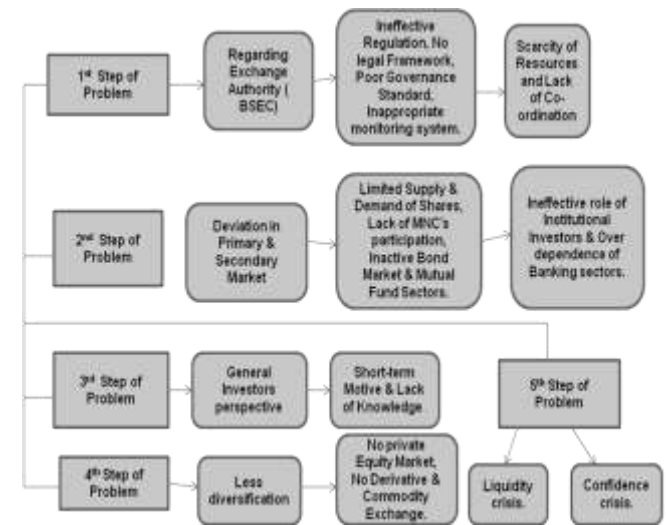 1st Step of
Problem
Regarding
Exchange
Authority (
BSEC)
Ineffective
Regulation, No
legal Framework,
Poor Governance
Standard,
Inappropriate
monitoring system.
Scarcity of
Resources
and Lack
of Co-
ordination
2nd Step of
Problem
Deviation in
Primary &
Secondary
Market
Limited Supply &
Demand of Shares,
Lack of MNC's
participation,
Inactive Bond
Market & Mutual
Fund Sectors.
Ineffective role of
Institutional
Investors & Over
dependence of
Banking sectors.
3rd Step of
Problem
General
Investors
perspective
Short-term
Motive & Lack
of Knowledge
4th Step of
Problem
Less
diversification
No private
Equity Market,
No Derivative &
Commodity
Exchange.
5th Step of
Problem
Liquidity
crisis.
Confidence
crisis.